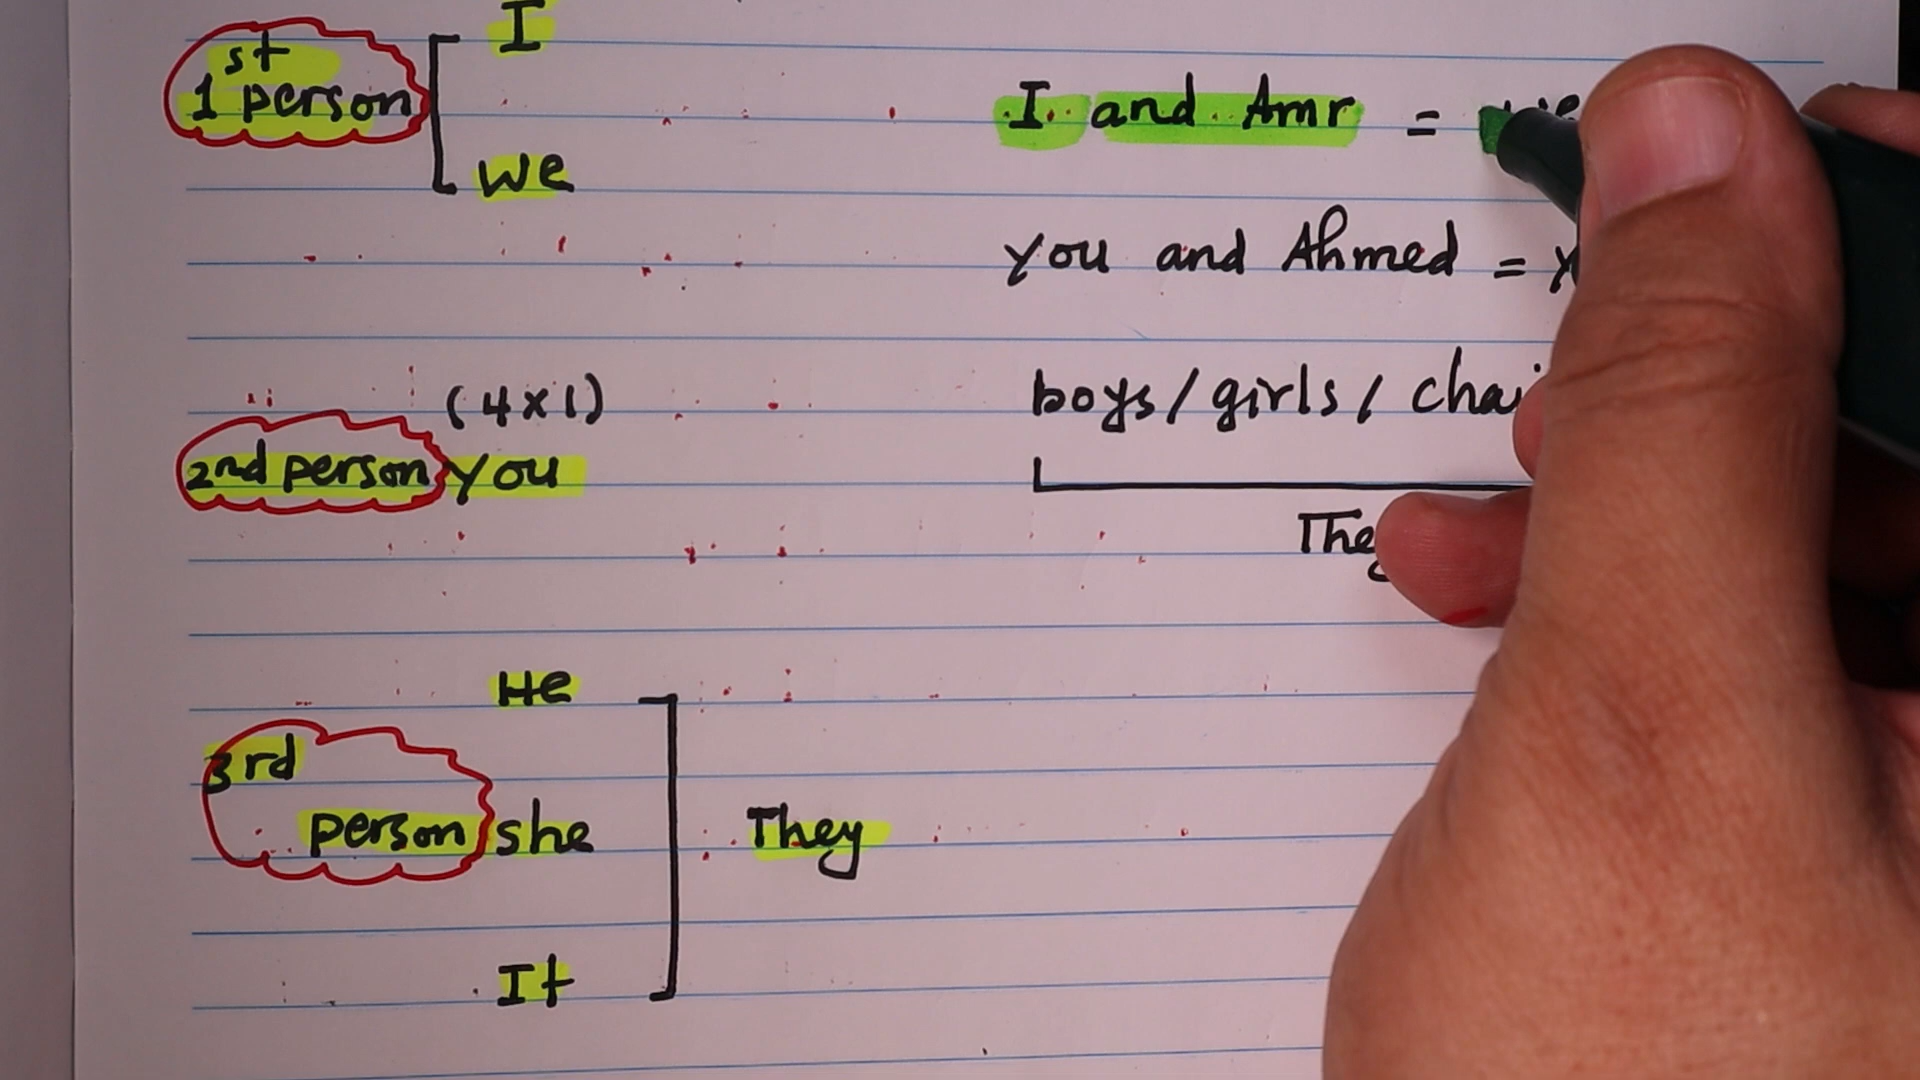 I
1st person
we
I and Amr =
you and Ahmed =
(4x1)
boys / girls /
2nd person you
He
3rd
person she
They
It